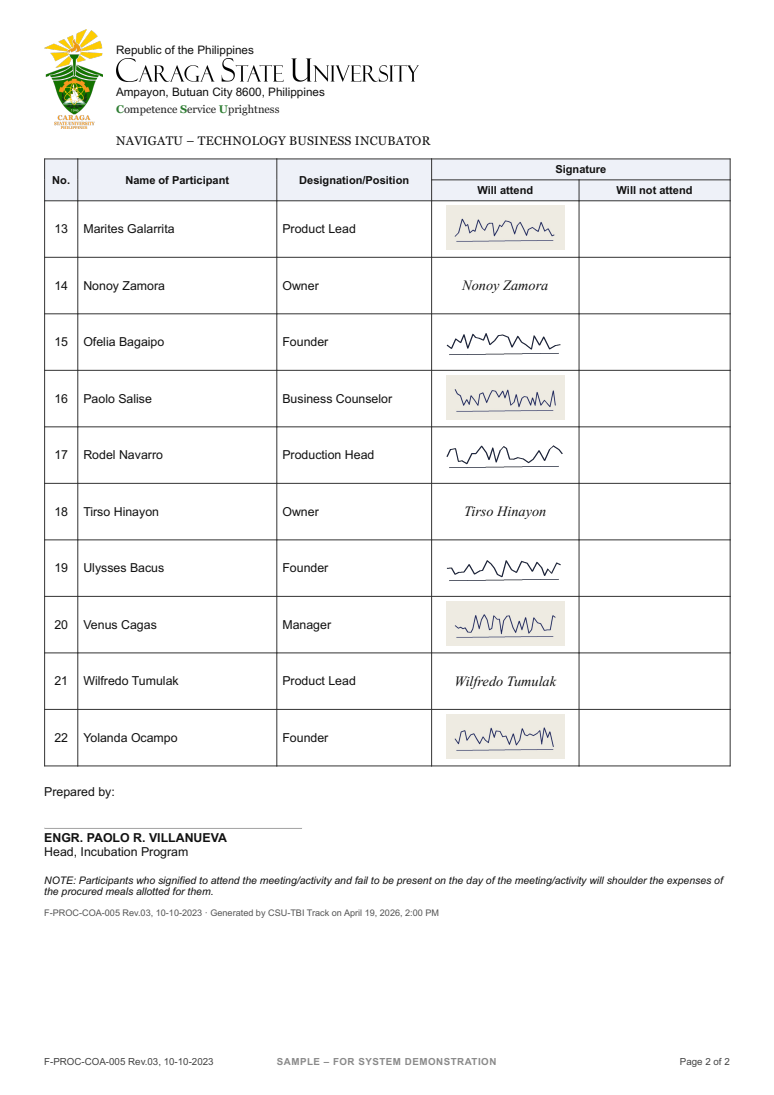 Republic of the Philippines
CARAGA STATE UNIVERSITY
Ampayon, Butuan City 8600, Philippines
Competence Service Uprightness
CARAGA
STATE UNIVERSITY
PHILIPPINES
NAVIGATU – TECHNOLOGY BUSINESS INCUBATOR
No. Name of Participant Designation/Position Signature
Will attend Will not attend
13 Marites Galarrita Product Lead
14 Nonoy Zamora Owner Nonoy Zamora
15 Ofelia Bagaipo Founder
16 Paolo Salise Business Counselor
17 Rodel Navarro Production Head
18 Tirso Hinayon Owner Tirso Hinayon
19 Ulysses Bacus Founder
20 Venus Cagas Manager
21 Wilfredo Tumulak Product Lead Wilfredo Tumulak
22 Yolanda Ocampo Founder
Prepared by:
ENGR. PAOLO R. VILLANUEVA
Head, Incubation Program
NOTE: Participants who signified to attend the meeting/activity and fail to be present on the day of the meeting/activity will shoulder the expenses of
the procured meals allotted for them.
F-PROC-COA-005 Rev.03, 10-10-2023 · Generated by CSU-TBI Track on April 19, 2026, 2:00 PM
F-PROC-COA-005 Rev.03, 10-10-2023 SAMPLE – FOR SYSTEM DEMONSTRATION Page 2 of 2